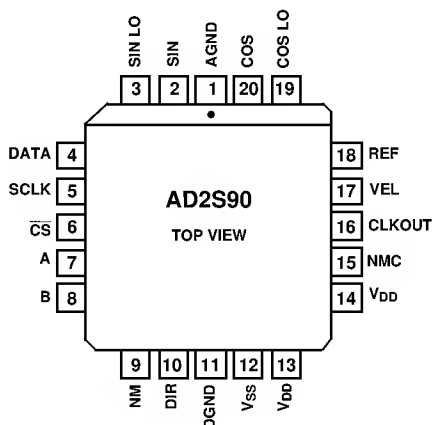 SIN LO
SIN
AGND
COS
COS LO
3
2
1
20
19
DATA 4
18 REF
SCLK 5
17 VEL
AD2S90
CS 6
16 CLKOUT
TOP VIEW
A 7
15 NMC
B 8
14 VDD
9
10
11
12
13
NM
DIR
DGND
VSS
VDD